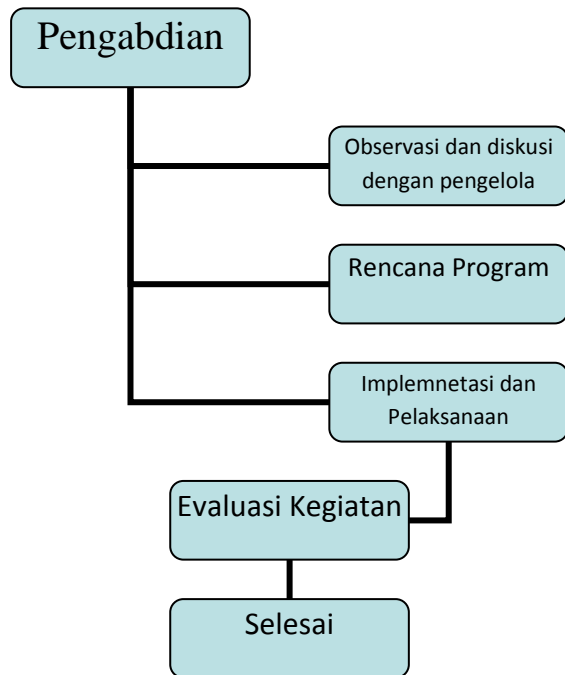 Pengabdian
Observasi dan diskusi
dengan pengelola
Rencana Program
Implemnetasi dan
Pelaksanaan
Evaluasi Kegiatan
Selesai